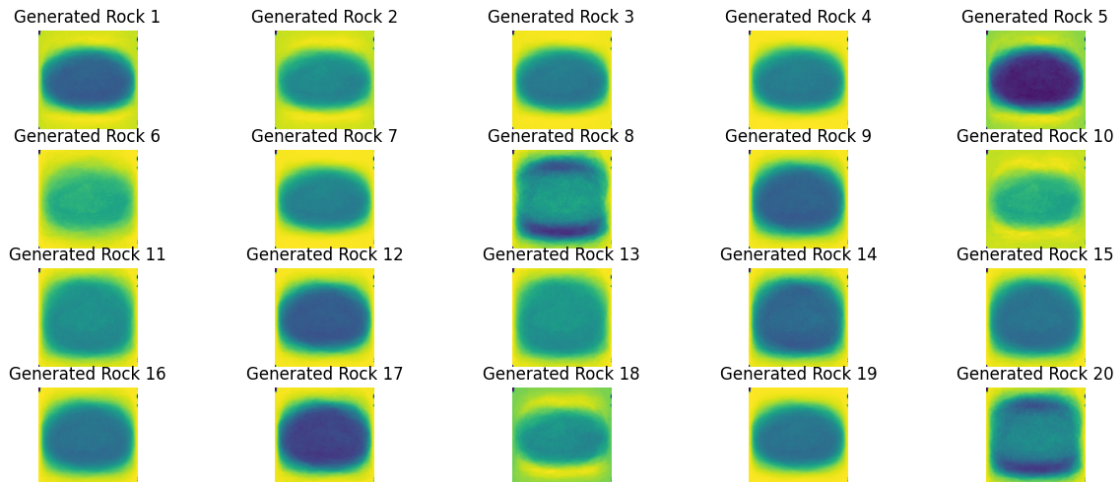 Generated Rock 1
Generated Rock 2
Generated Rock 3
Generated Rock 4
Generated Rock 5
Generated Rock 6
Generated Rock 7
Generated Rock 8
Generated Rock 9
Generated Rock 10
Generated Rock 11
Generated Rock 12
Generated Rock 13
Generated Rock 14
Generated Rock 15
Generated Rock 16
Generated Rock 17
Generated Rock 18
Generated Rock 19
Generated Rock 20